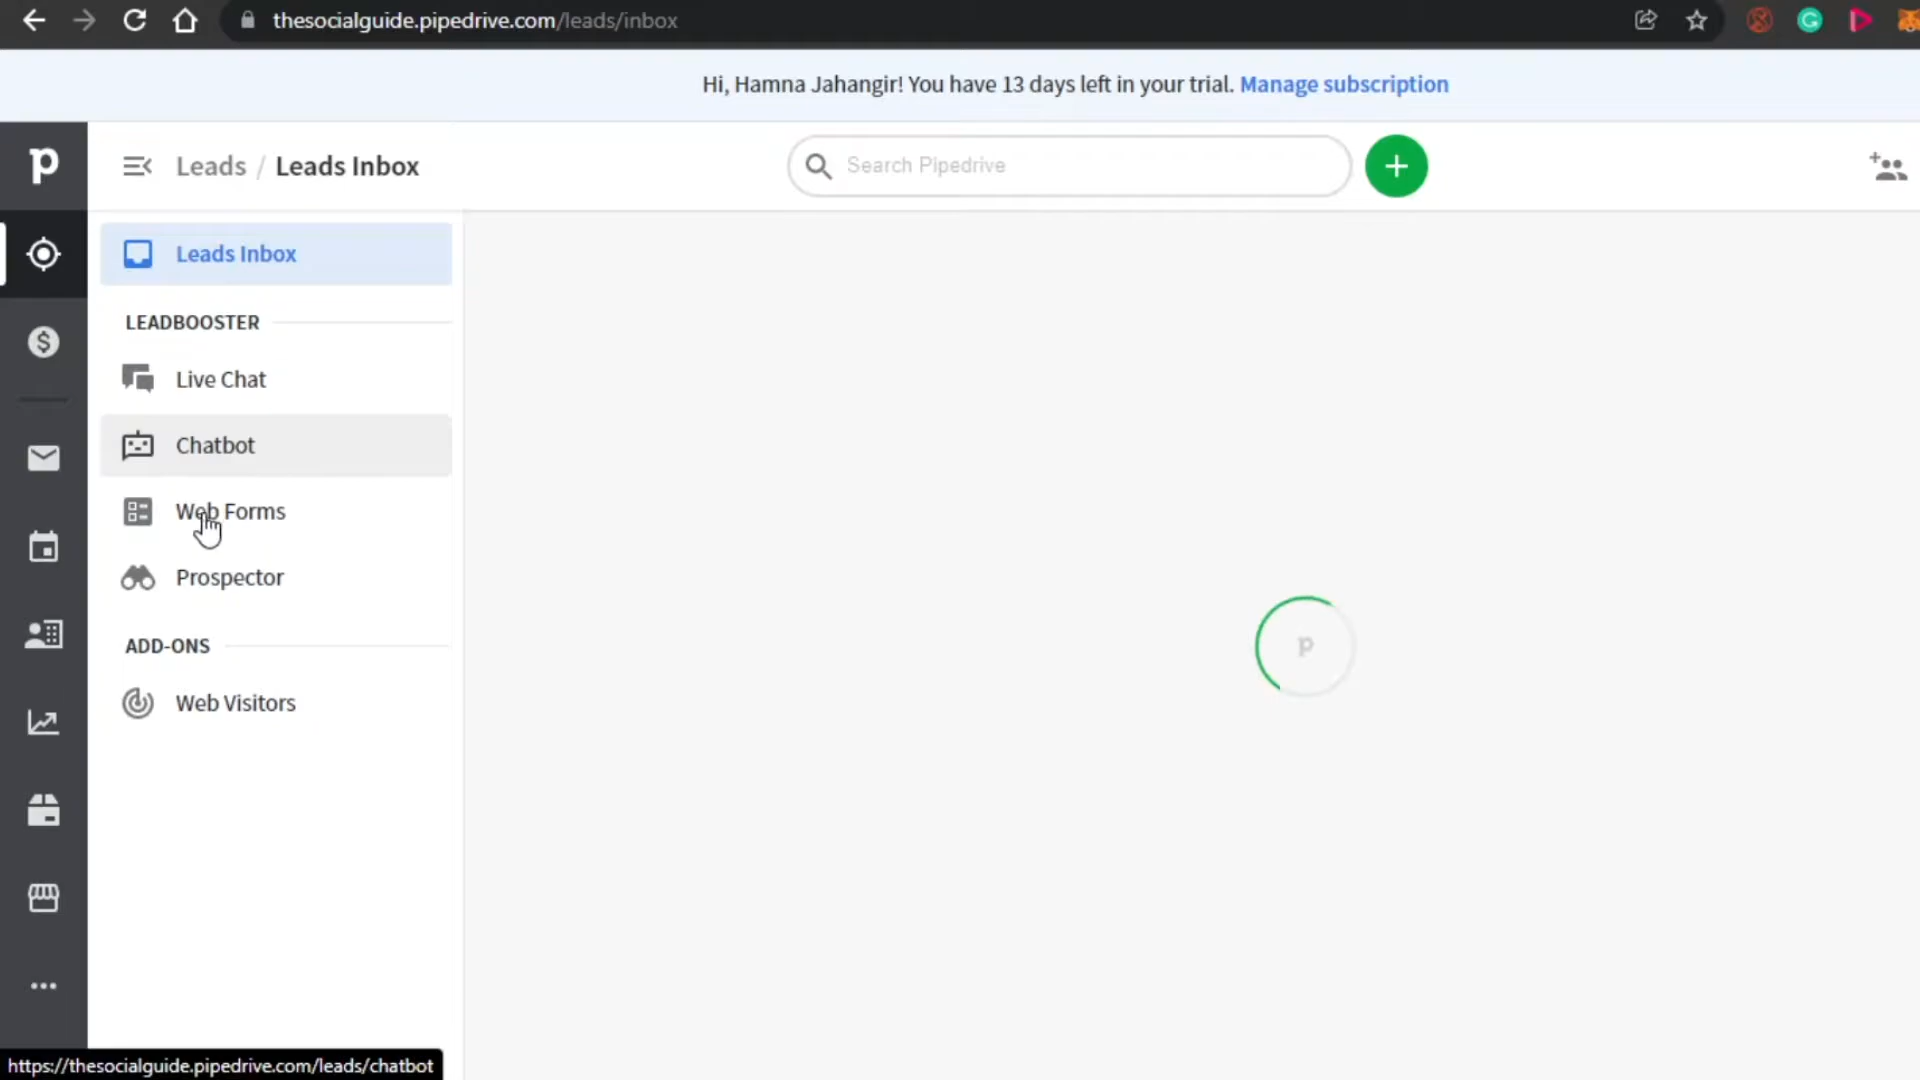 thesocialguide.pipedrive.com/leads/inbox
Hi, Hamna Jahangir! You have 13 days left in your trial. Manage subscription
p
Leads / Leads Inbox
Search Pipedrive
Leads Inbox
LEADBOOSTER
Live Chat
Chatbot
Web Forms
Prospector
ADD-ONS
Web Visitors
p
https://thesocialguide.pipedrive.com/leads/chatbot